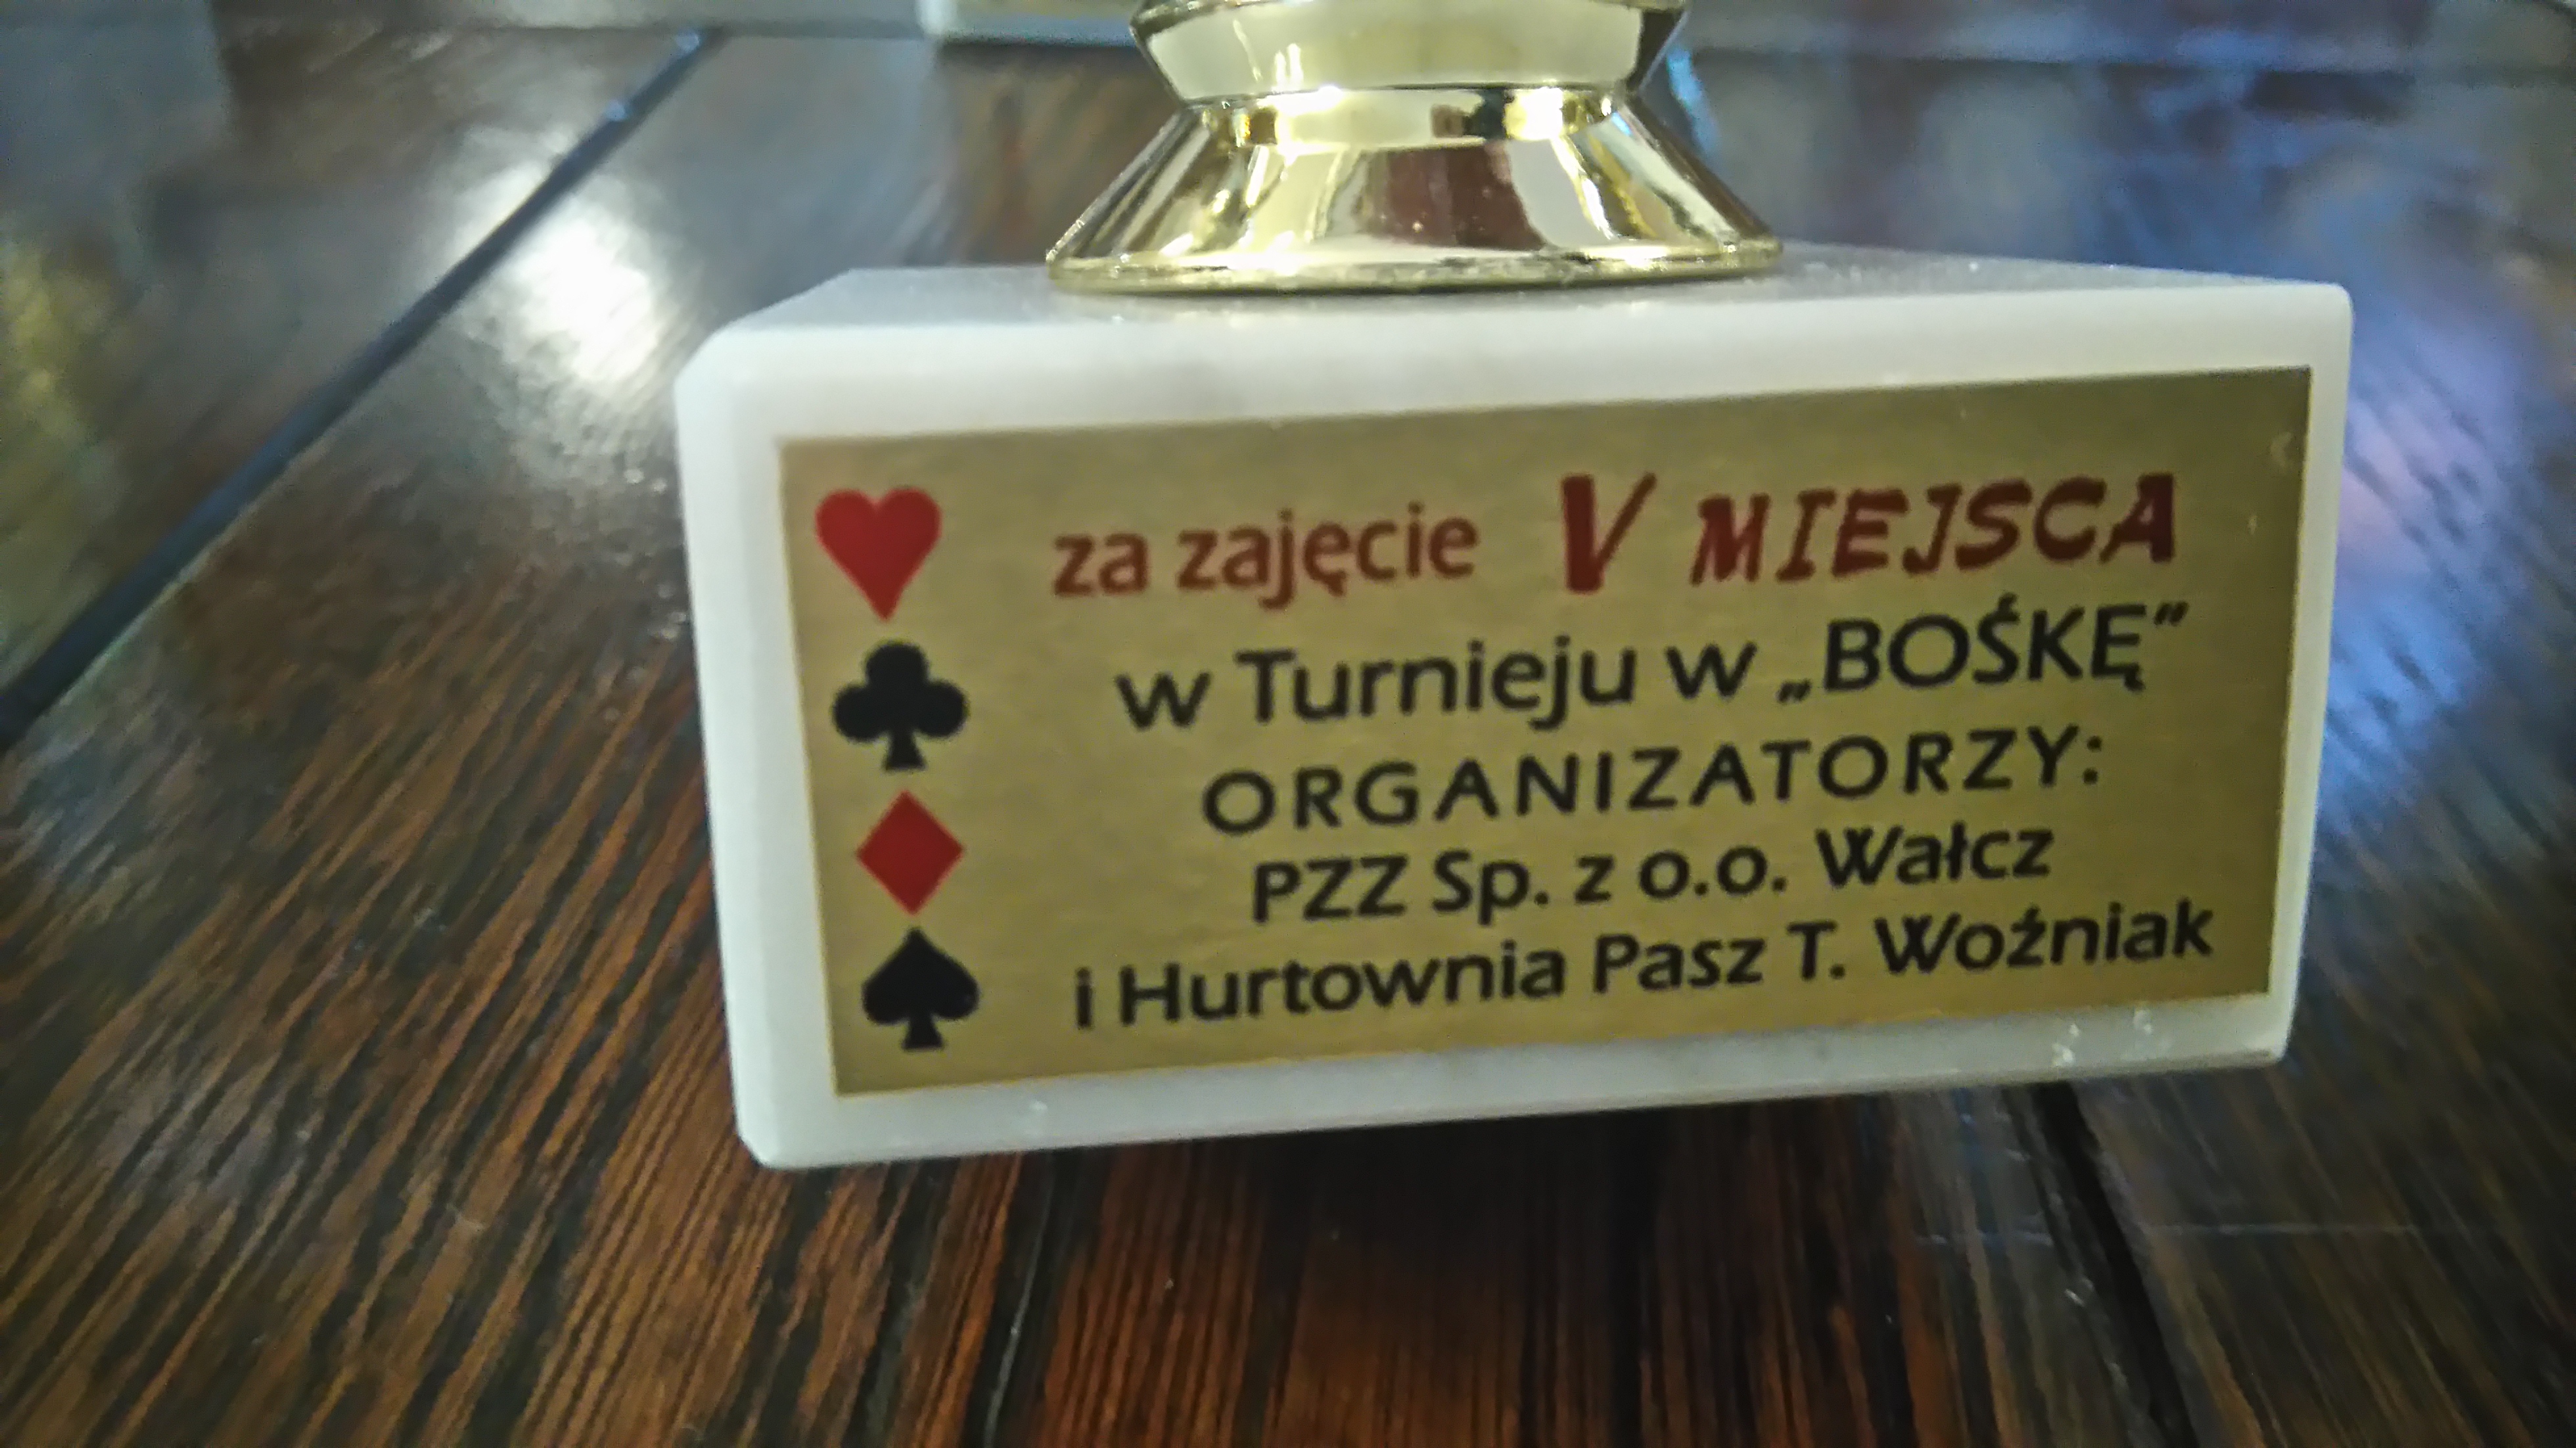 za zajęcie V MIEJSCA
w Turnieju w „BOŚKĘ”
ORGANIZATORZY:
PZZ Sp. z o.o. Wałcz
i Hurtownia Pasz T. Woźniak